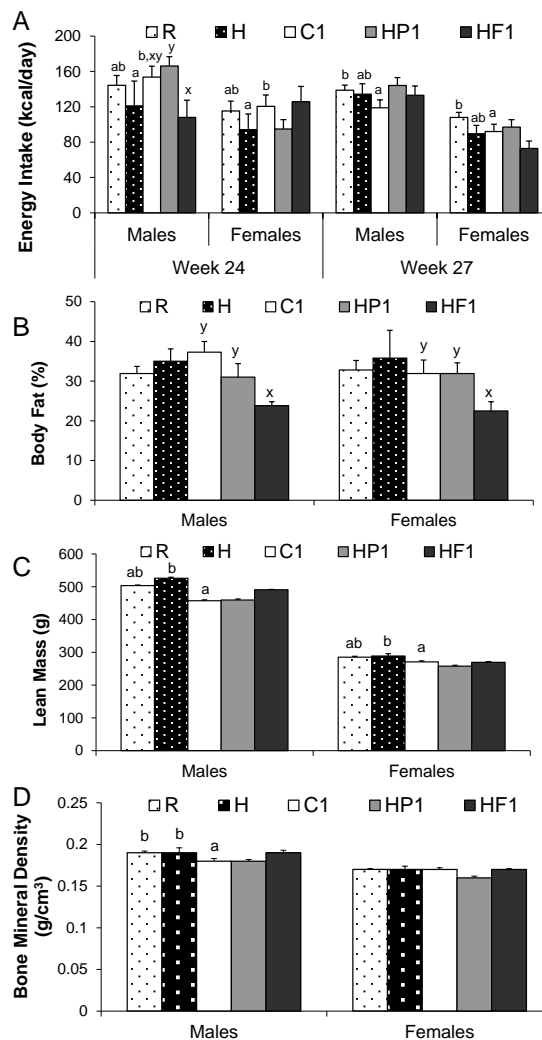 A
R H C1 HP1 HF1
Energy Intake (kcal/day)
200
160
120
80
40
0
ab a b,xy y x
ab a b
b ab a
b ab a
Males Females Males Females
Week 24 Week 27
B
R H C1 HP1 HF1
Body Fat (%)
50
40
30
20
10
0
y y x
y y x
Males Females
C
R H C1 HP1 HF1
Lean Mass (g)
600
500
400
300
200
100
0
ab b a
ab b a
Males Females
D
R H C1 HP1 HF1
Bone Mineral Density
(g/cm³)
0.25
0.2
0.15
0.1
0.05
0
b b a
Males Females